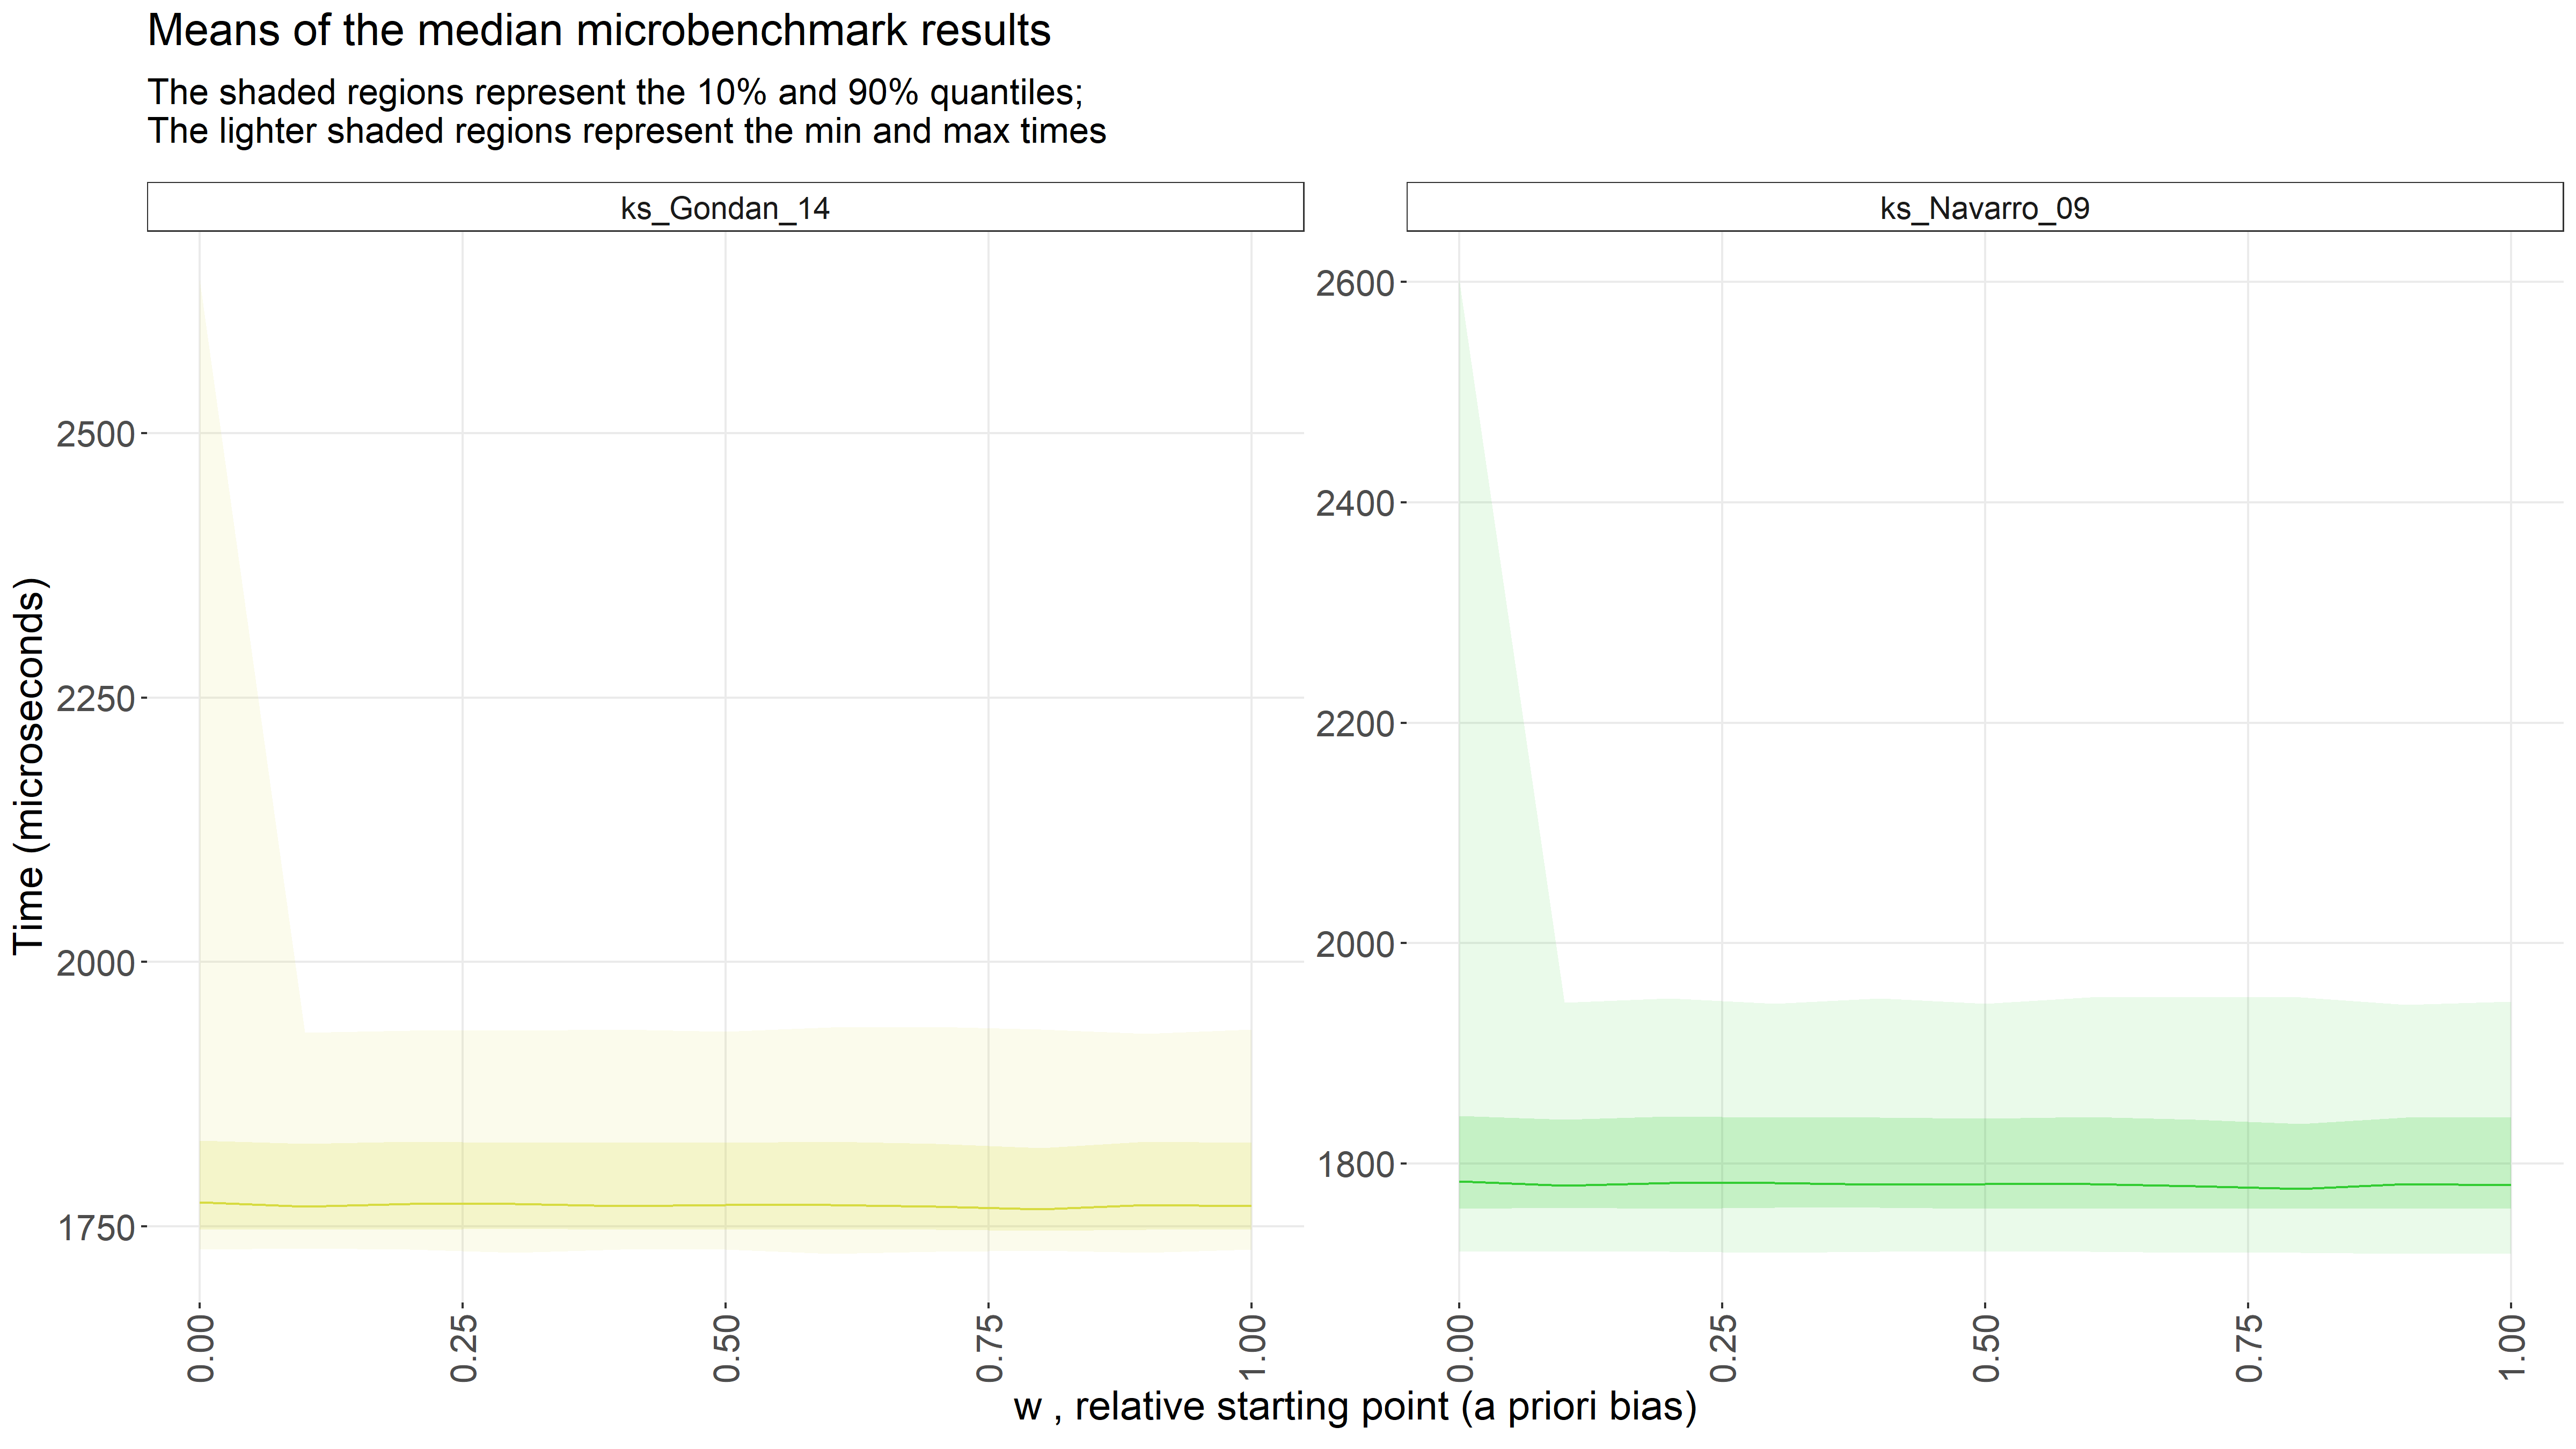 Means of the median microbenchmark results
The shaded regions represent the 10% and 90% quantiles;
The lighter shaded regions represent the min and max times
ks_Gondan_14
ks_Navarro_09
Time (microseconds)
2500
2250
2000
1750
2600
2400
2200
2000
1800
0.00
0.25
0.50
0.75
1.00
0.00
0.25
0.50
0.75
1.00
w , relative starting point (a priori bias)